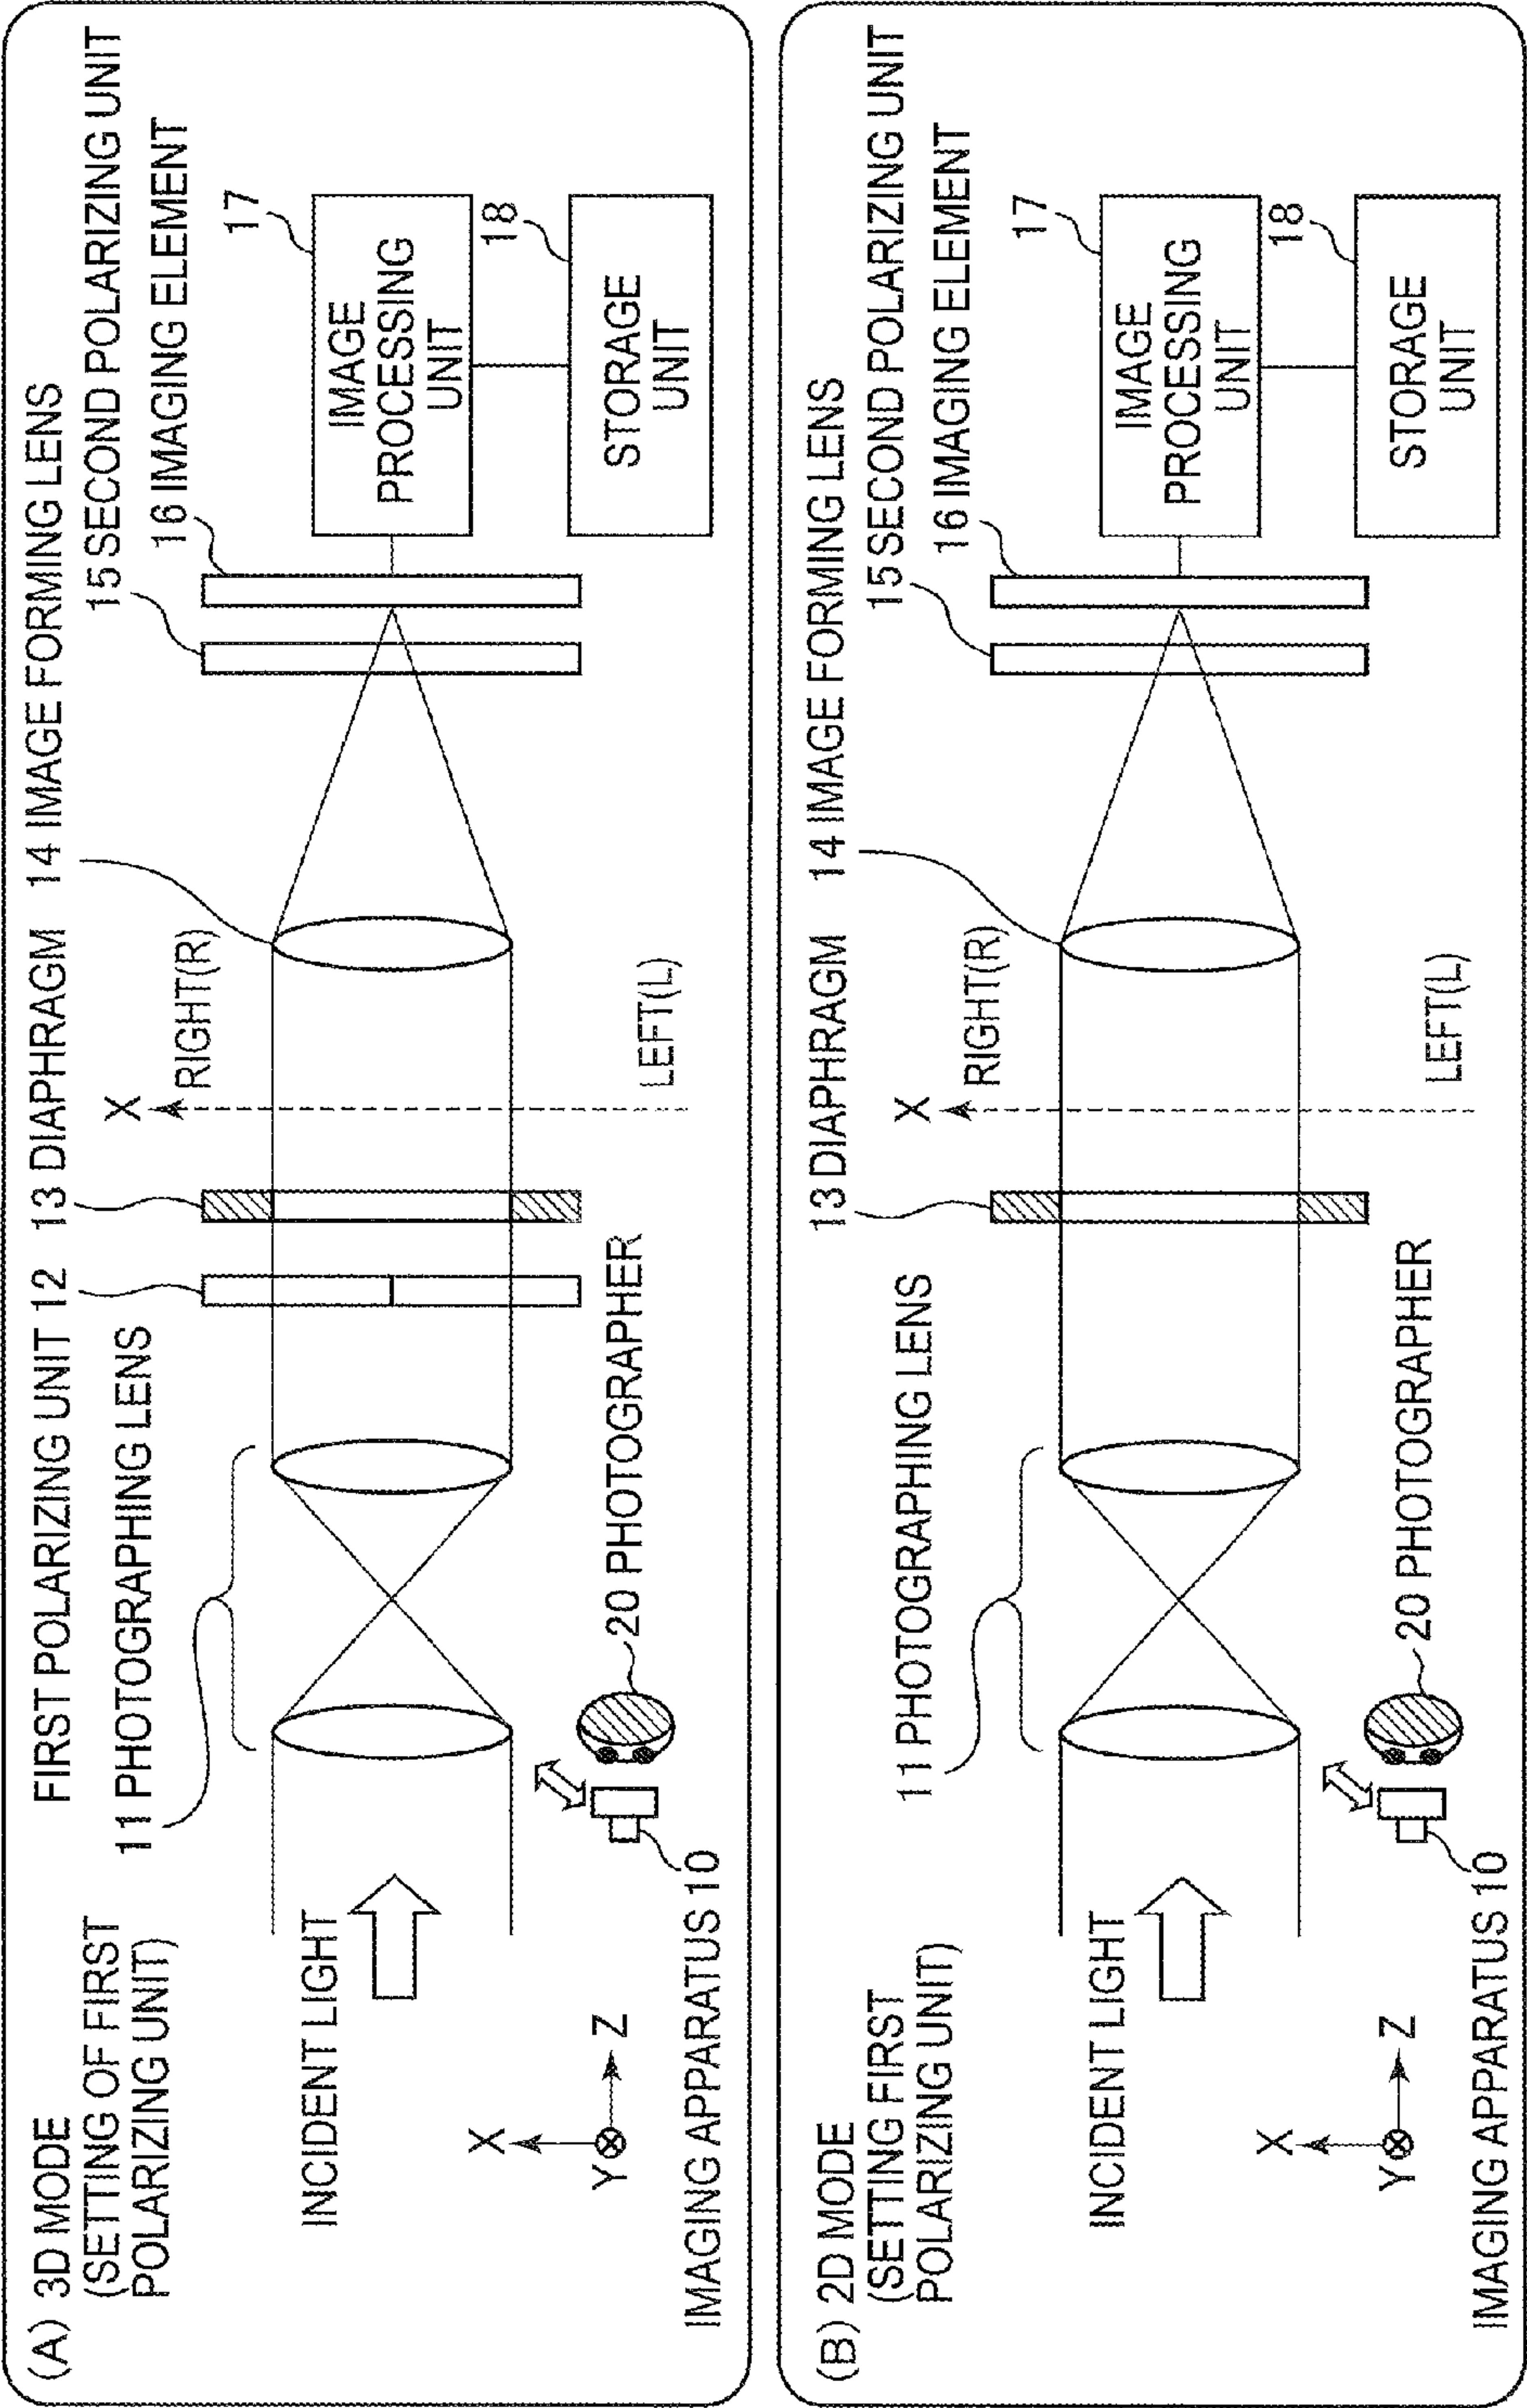 (A) 3D MODE
(SETTING OF FIRST
POLARIZING UNIT)
FIRST POLARIZING UNIT 12
13 DIAPHRAGM
14 IMAGE FORMING LENS
15 SECOND POLARIZING UNIT
16 IMAGING ELEMENT
11 PHOTOGRAPHING LENS
X
RIGHT(R)
LEFT(L)
17
IMAGE
PROCESSING
UNIT
18
STORAGE
UNIT
INCIDENT LIGHT
X
Y
Z
20 PHOTOGRAPHER
IMAGING APPARATUS 10
(B) 2D MODE
(SETTING FIRST
POLARIZING UNIT)
13 DIAPHRAGM
14 IMAGE FORMING LENS
15 SECOND POLARIZING UNIT
16 IMAGING ELEMENT
11 PHOTOGRAPHING LENS
X
RIGHT(R)
LEFT(L)
17
IMAGE
PROCESSING
UNIT
18
STORAGE
UNIT
INCIDENT LIGHT
X
Y
Z
20 PHOTOGRAPHER
IMAGING APPARATUS 10